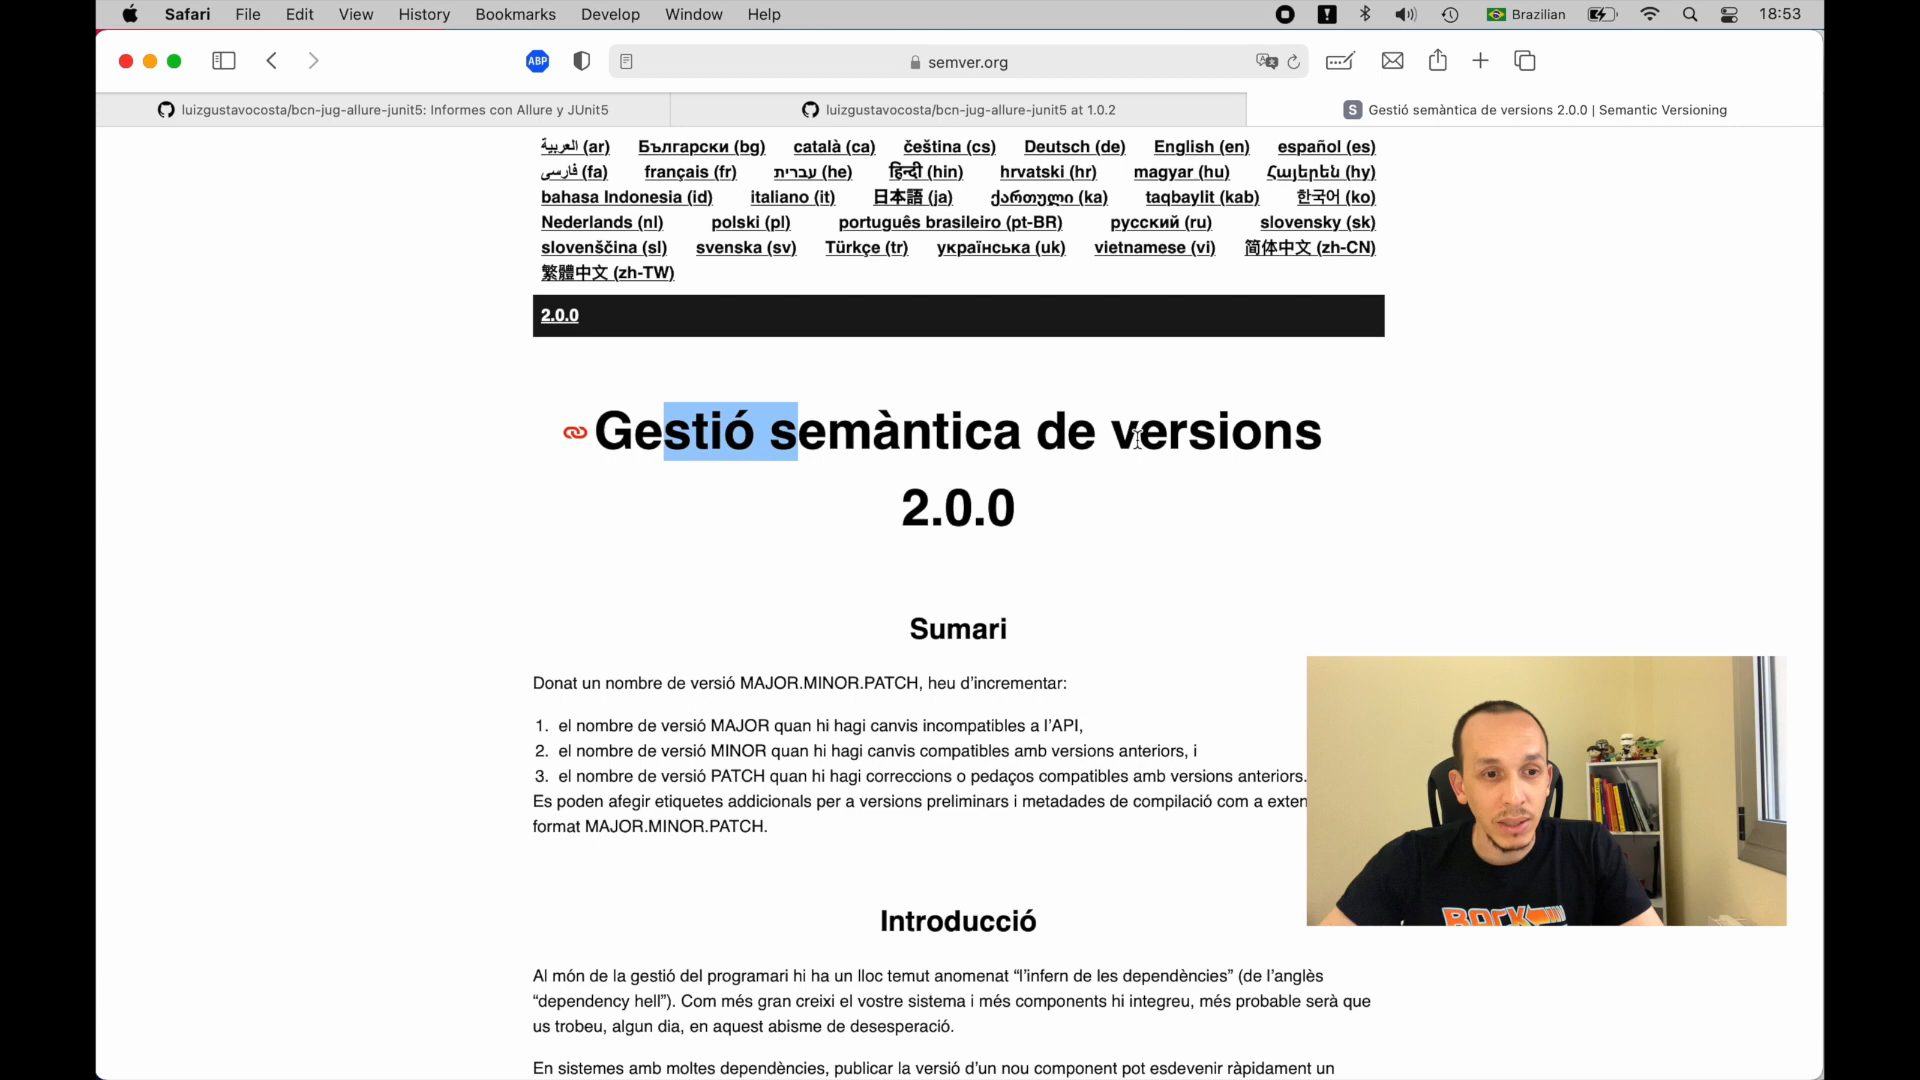 Safari File Edit View History Bookmarks Develop Window Help Brazilian 18:53
ABP semver.org
luizgustavocosta/bcn-jug-allure-junit5: Informes con Allure y JUnit5
luizgustavocosta/bcn-jug-allure-junit5 at 1.0.2
S Gestió semàntica de versions 2.0.0 | Semantic Versioning
العربية (ar) Български (bg) català (ca) čeština (cs) Deutsch (de) English (en) español (es)
فارسی (fa) français (fr) עברית (he) हिन्दी (hin) hrvatski (hr) magyar (hu) Հայերեն (hy)
bahasa Indonesia (id) italiano (it) 日本語 (ja) ქართული (ka) taqbaylit (kab) 한국어 (ko)
Nederlands (nl) polski (pl) português brasileiro (pt-BR) русский (ru) slovensky (sk)
slovenščina (sl) svenska (sv) Türkçe (tr) українська (uk) vietnamese (vi) 简体中文 (zh-CN)
繁體中文 (zh-TW)
2.0.0
Gestió semàntica de versions
2.0.0
Sumari
Donat un nombre de versió MAJOR.MINOR.PATCH, heu d’incrementar:
1. el nombre de versió MAJOR quan hi hagi canvis incompatibles a l’API,
2. el nombre de versió MINOR quan hi hagi canvis compatibles amb versions anteriors, i
3. el nombre de versió PATCH quan hi hagi correccions o pedaços compatibles amb versions anteriors.
Es poden afegir etiquetes addicionals per a versions preliminars i metadades de compilació com a exten
format MAJOR.MINOR.PATCH.
Introducció
Al món de la gestió del programari hi ha un lloc temut anomenat “l’infern de les dependències” (de l’anglès
“dependency hell”). Com més gran creixi el vostre sistema i més components hi integreu, més probable serà que
us trobeu, algun dia, en aquest abisme de desesperació.
En sistemes amb moltes dependències, publicar la versió d’un nou component pot esdevenir ràpidament un